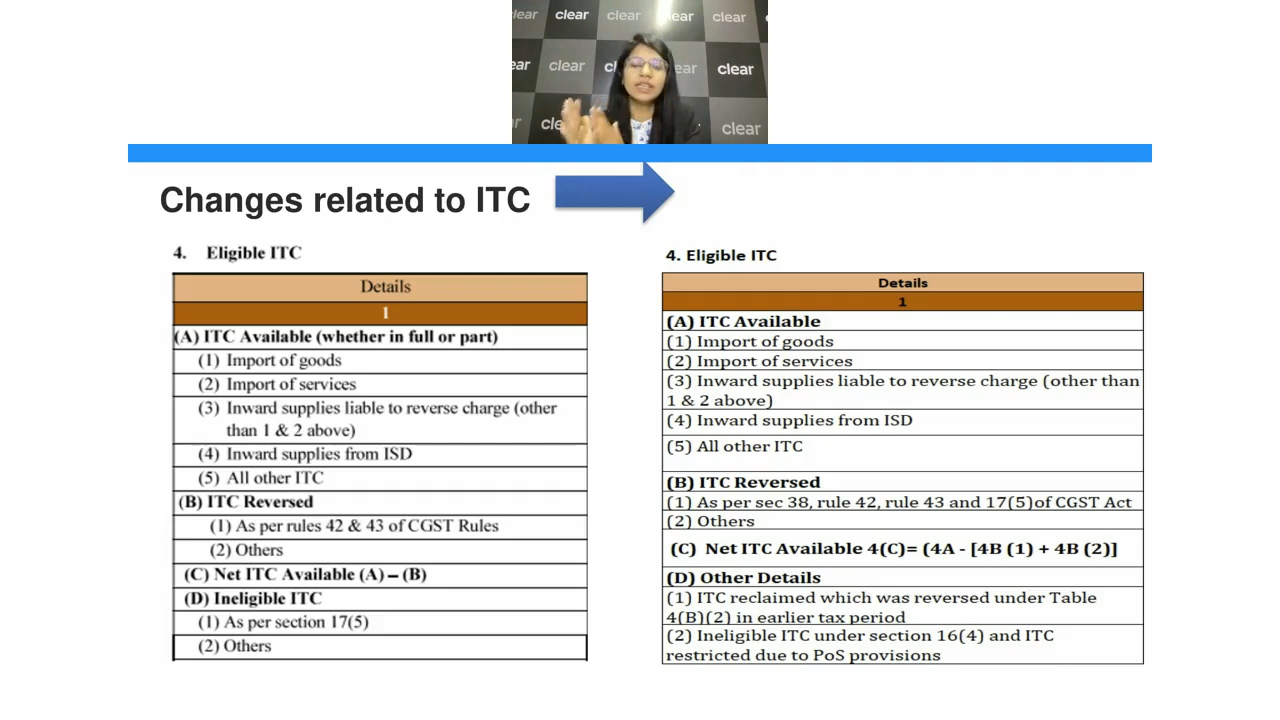 clear clear clear clear clear
ear clear cl ear clear
cle clear
Changes related to ITC
4. Eligible ITC
Details
1
(A) ITC Available (whether in full or part)
(1) Import of goods
(2) Import of services
(3) Inward supplies liable to reverse charge (other
than 1 & 2 above)
(4) Inward supplies from ISD
(5) All other ITC
(B) ITC Reversed
(1) As per rules 42 & 43 of CGST Rules
(2) Others
(C) Net ITC Available (A) – (B)
(D) Ineligible ITC
(1) As per section 17(5)
(2) Others
4. Eligible ITC
Details
1
(A) ITC Available
(1) Import of goods
(2) Import of services
(3) Inward supplies liable to reverse charge (other than
1 & 2 above)
(4) Inward supplies from ISD
(5) All other ITC
(B) ITC Reversed
(1) As per sec 38, rule 42, rule 43 and 17(5)of CGST Act
(2) Others
(C) Net ITC Available 4(C)= (4A - [4B (1) + 4B (2)]
(D) Other Details
(1) ITC reclaimed which was reversed under Table
4(B)(2) in earlier tax period
(2) Ineligible ITC under section 16(4) and ITC
restricted due to PoS provisions